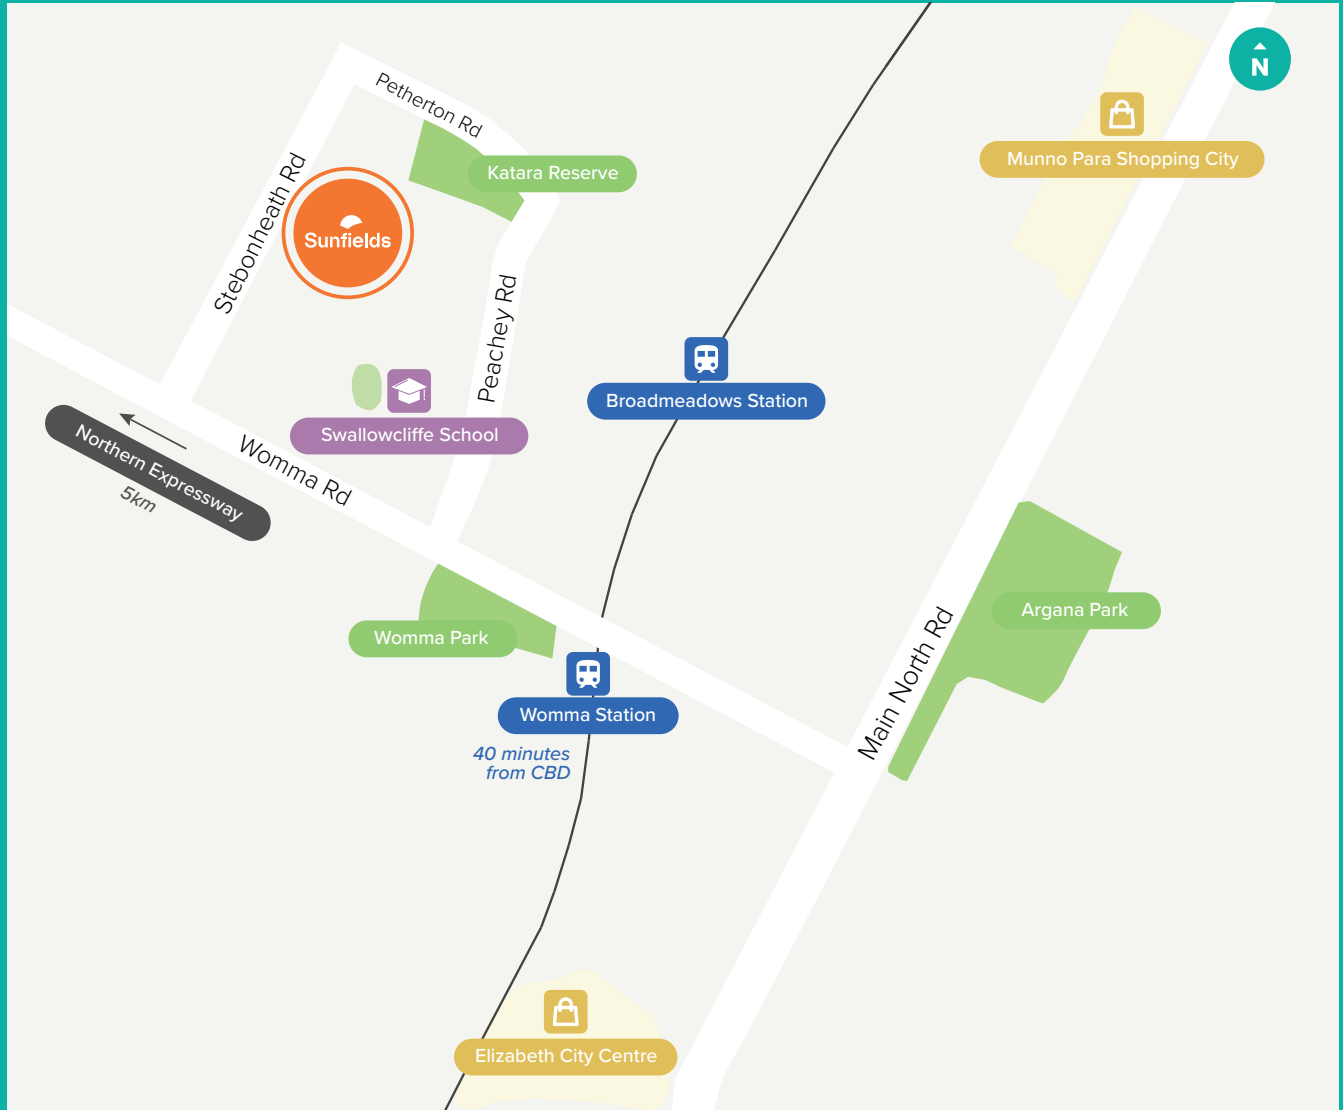 N
Petherton Rd
Munno Para Shopping City
Katara Reserve
Stebonheath Rd
Sunfields
Peachey Rd
Broadmeadows Station
Swallowcliffe School
Northern Expressway
5km
Womma Rd
Argana Park
Womma Park
Main North Rd
Womma Station
40 minutes
from CBD
Elizabeth City Centre